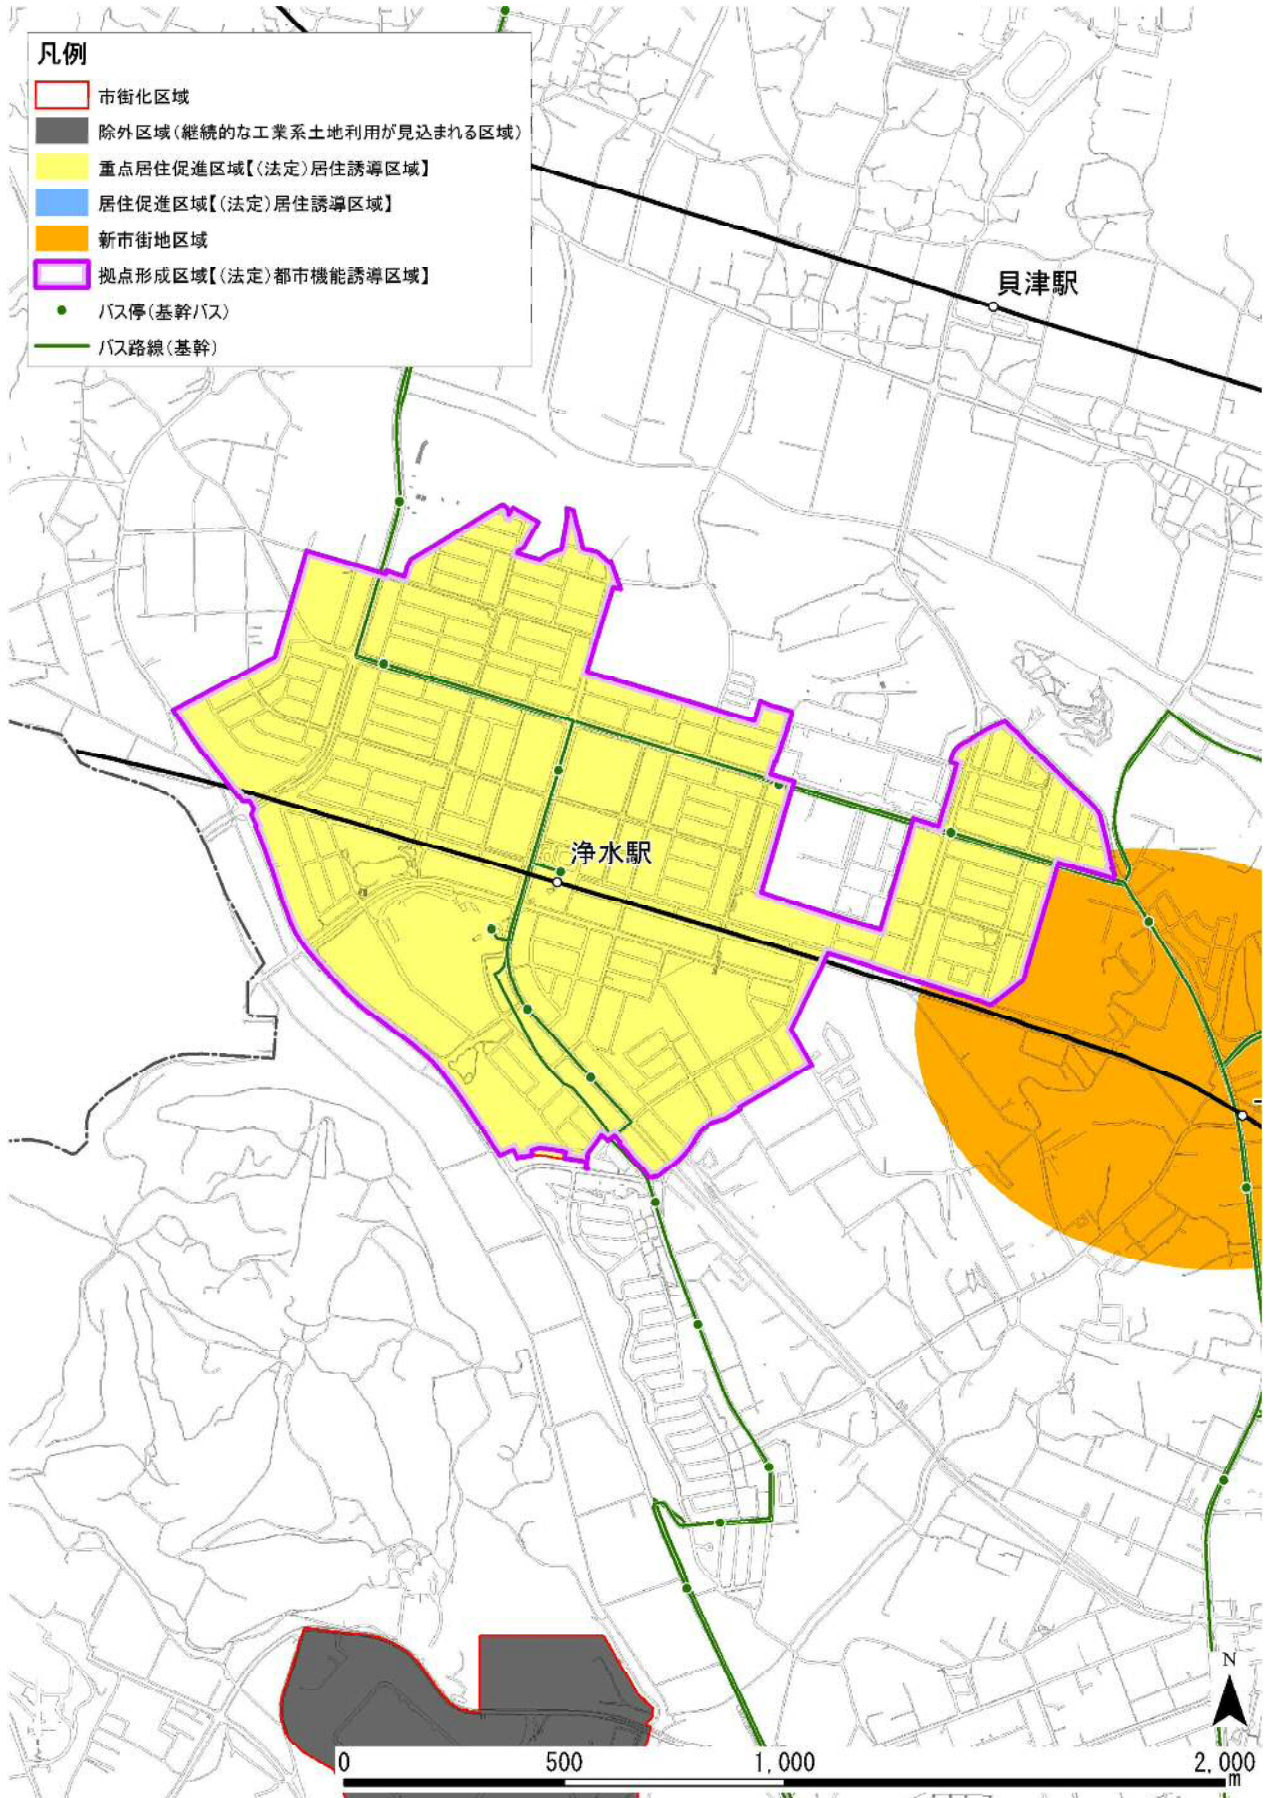 凡例
市街化区域
除外区域(継続的な工業系土地利用が見込まれる区域)
重点居住促進区域【(法定)居住誘導区域】
居住促進区域【(法定)居住誘導区域】
新市街地区域
拠点形成区域【(法定)都市機能誘導区域】
バス停(基幹バス)
バス路線(基幹)
貝津駅
浄水駅
N
0 500 1,000 2,000
m